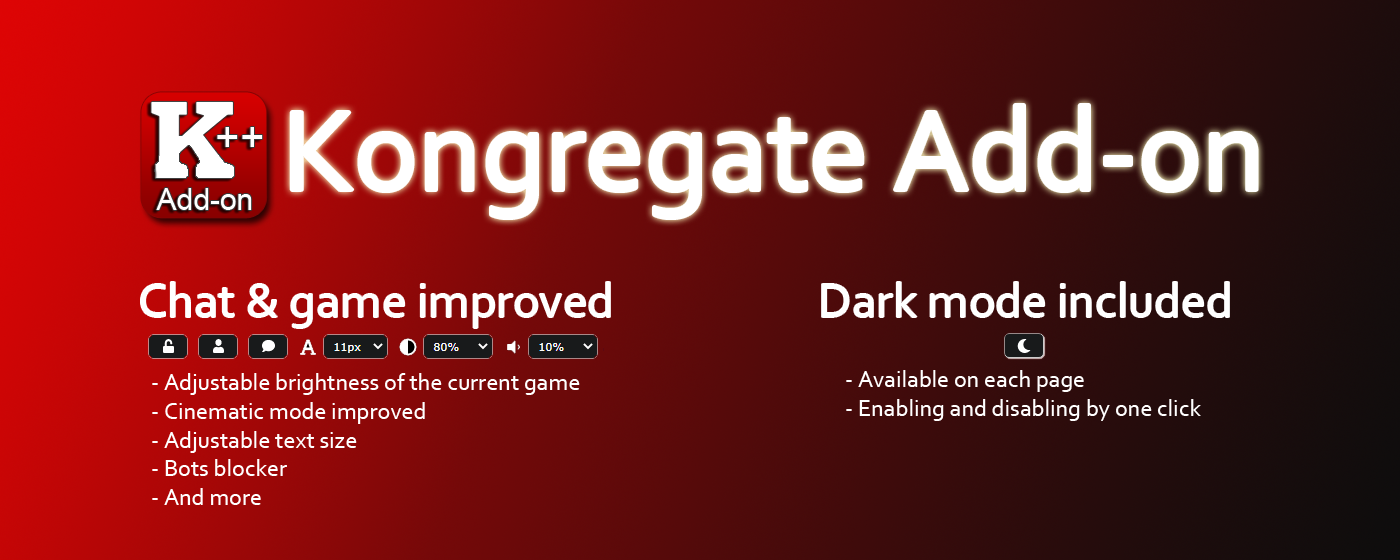 K++
Add-on
Kongregate Add-on
Chat & game improved
A 11px 80% 10%
- Adjustable brightness of the current game
- Cinematic mode improved
- Adjustable text size
- Bots blocker
- And more
Dark mode included
- Available on each page
- Enabling and disabling by one click